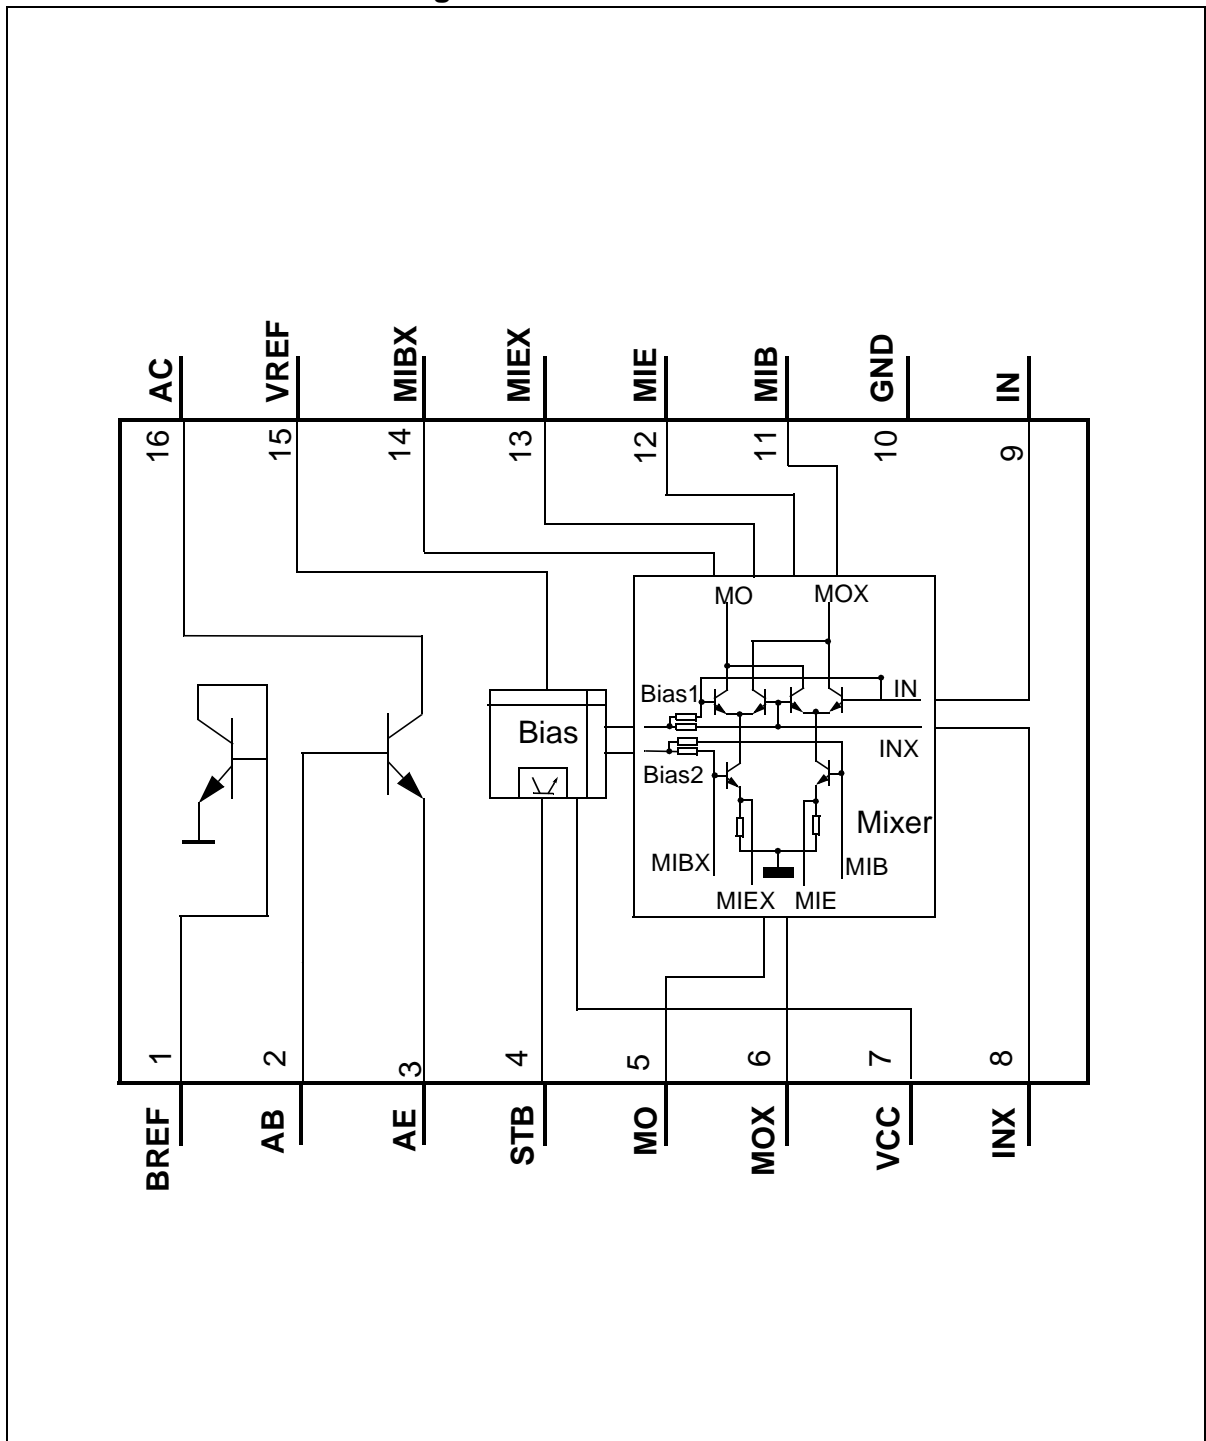 AC
VREF
MIBX
MIEX
MIE
MIB
GND
IN
16
15
14
13
12
11
10
9
MO
MOX
Bias1
IN
Bias
INX
Bias2
Mixer
MIBX
MIB
MIEX
MIE
1
2
3
4
5
6
7
8
BREF
AB
AE
STB
MO
MOX
VCC
INX